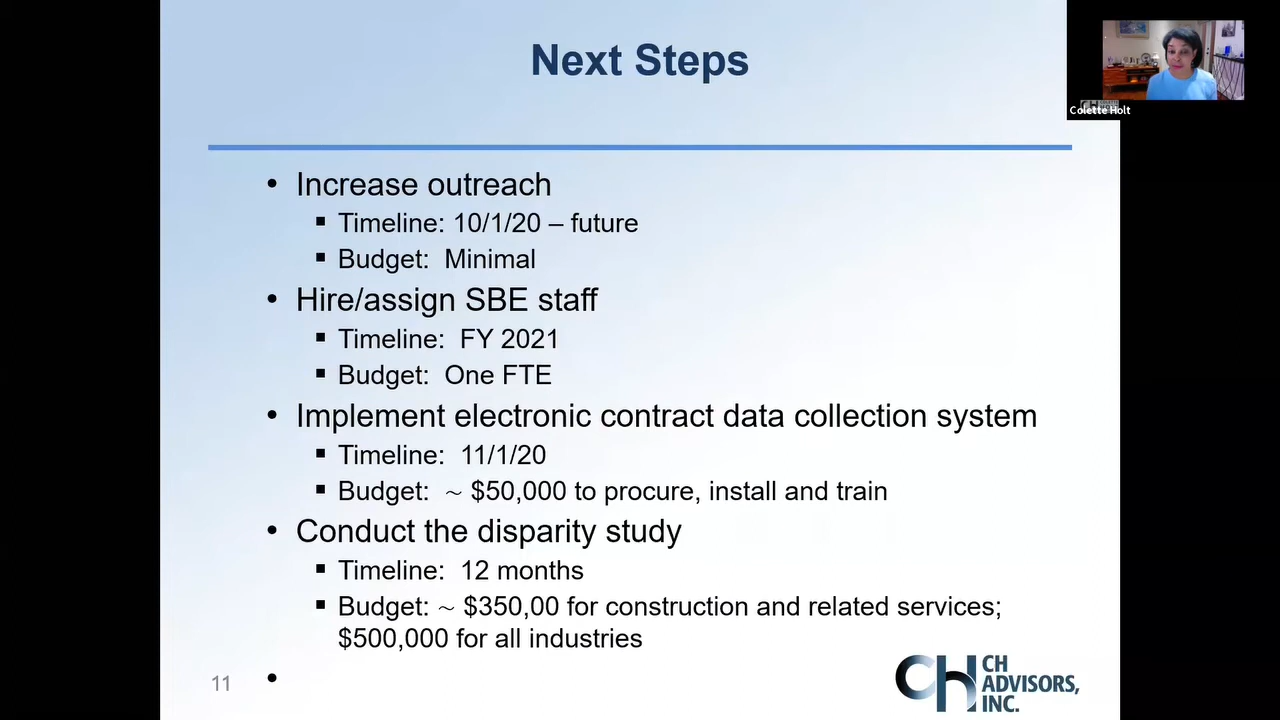 Next Steps
Colette Holt
• Increase outreach
▪ Timeline: 10/1/20 – future
▪ Budget:  Minimal
• Hire/assign SBE staff
▪ Timeline:  FY 2021
▪ Budget:  One FTE
• Implement electronic contract data collection system
▪ Timeline:  11/1/20
▪ Budget:  ~ $50,000 to procure, install and train
• Conduct the disparity study
▪ Timeline:  12 months
▪ Budget: ~ $350,00 for construction and related services;
$500,000 for all industries
•
11
CH
CH
ADVISORS,
INC.